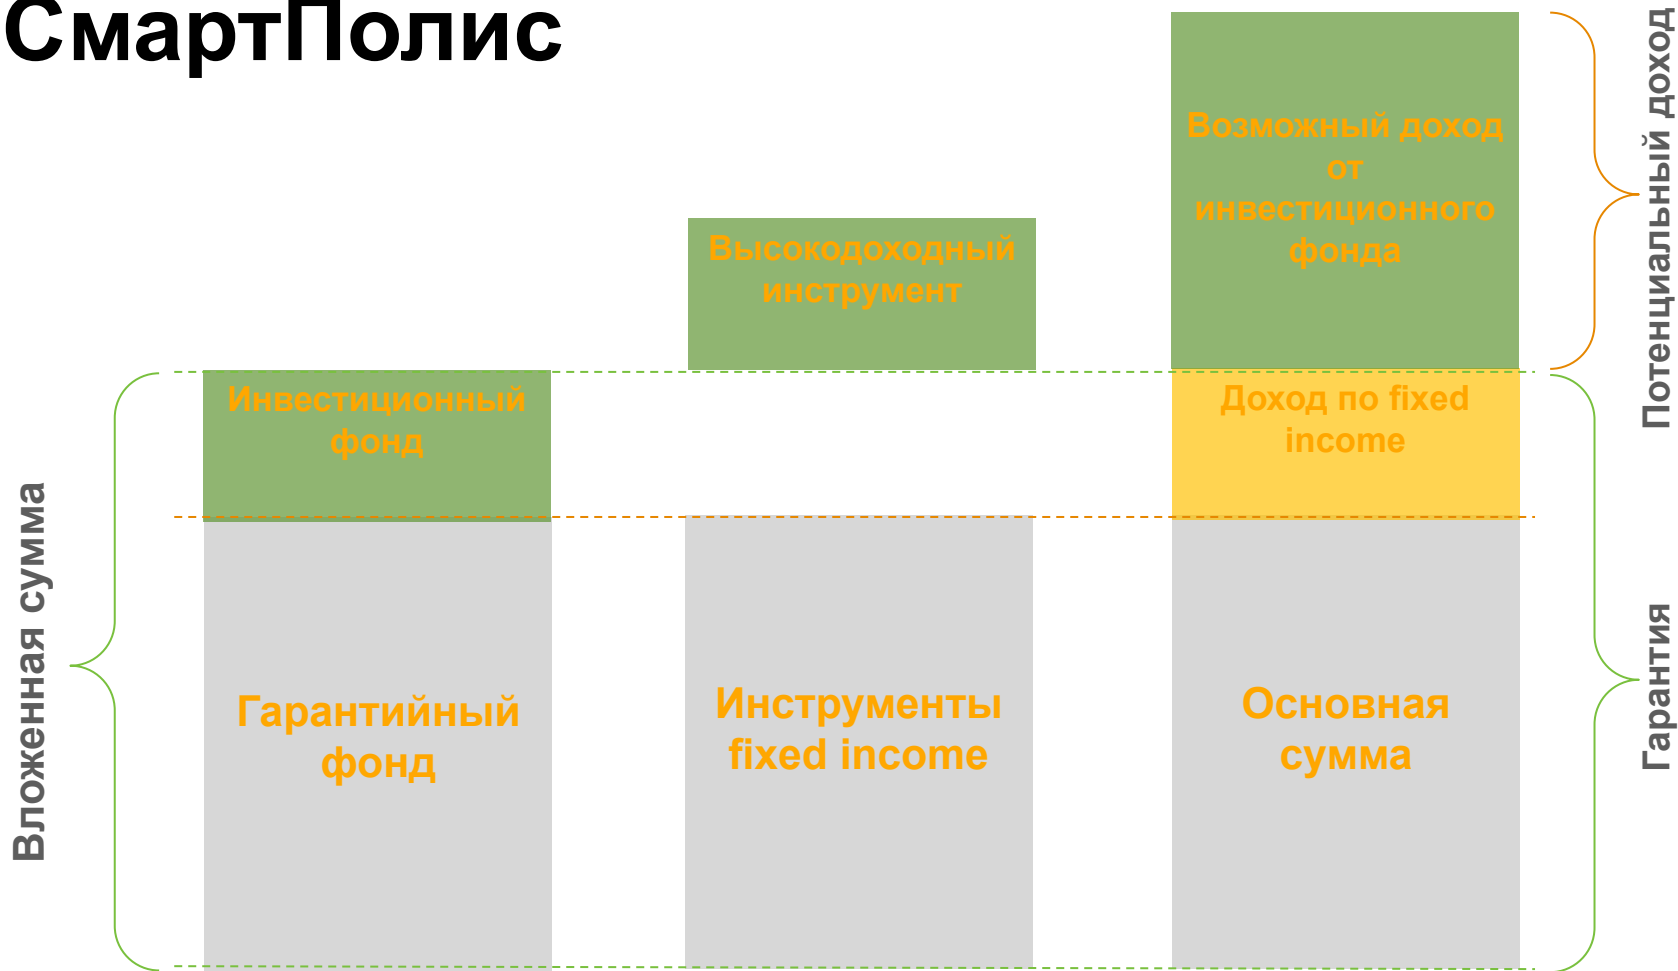 СмартПолис
Возможный доход
от
инвестиционного
фонда
Потенциальный доход
Высокодоходный
инструмент
Инвестиционный
фонд
Доход по fixed
income
Вложенная сумма
Гарантийный
фонд
Инструменты
fixed income
Основная
сумма
Гарантия